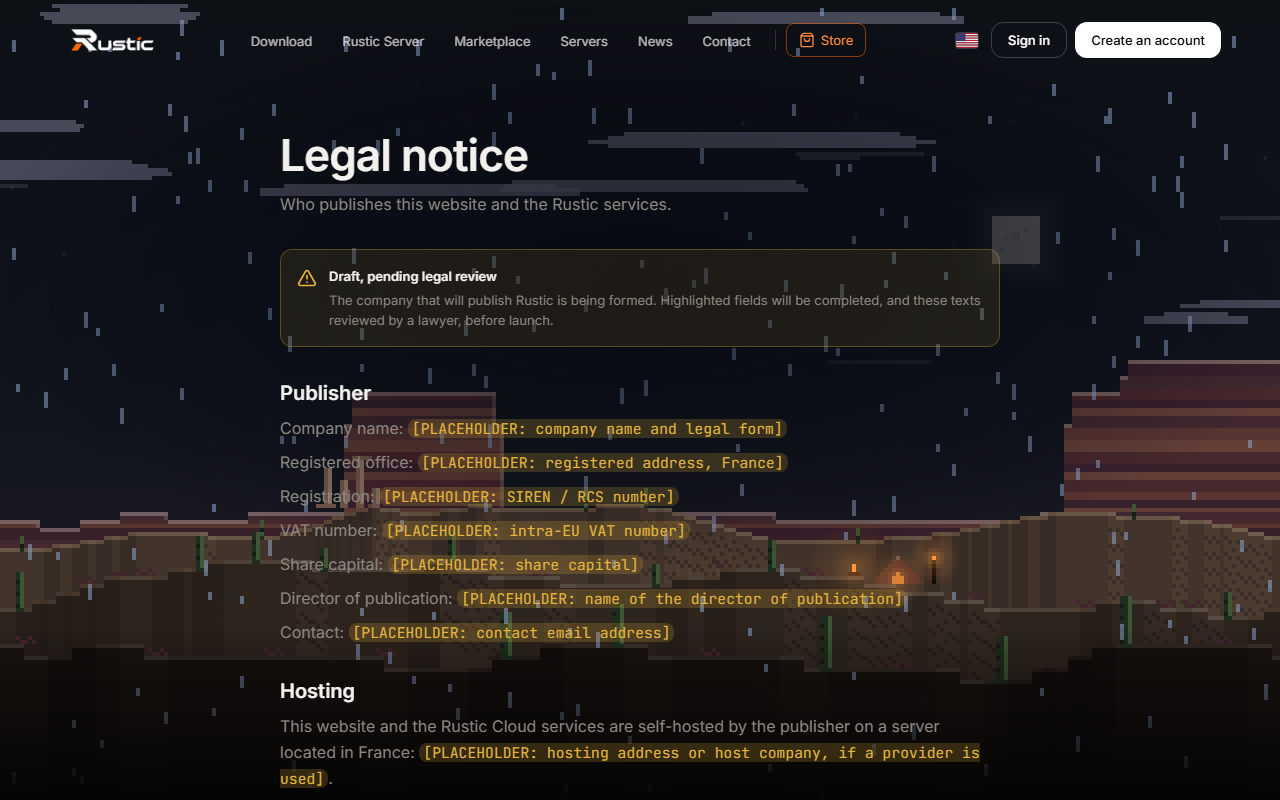 Rustic
Download
Rustic Server
Marketplace
Servers
News
Contact
Store
Sign in
Create an account
Legal notice
Who publishes this website and the Rustic services.
Draft, pending legal review
The company that will publish Rustic is being formed. Highlighted fields will be completed, and these texts
reviewed by a lawyer, before launch.
Publisher
Company name: [PLACEHOLDER: company name and legal form]
Registered office: [PLACEHOLDER: registered address, France]
Registration: [PLACEHOLDER: SIREN / RCS number]
VAT number: [PLACEHOLDER: intra-EU VAT number]
Share capital: [PLACEHOLDER: share capital]
Director of publication: [PLACEHOLDER: name of the director of publication]
Contact: [PLACEHOLDER: contact email address]
Hosting
This website and the Rustic Cloud services are self-hosted by the publisher on a server
located in France: [PLACEHOLDER: hosting address or host company, if a provider is
used].